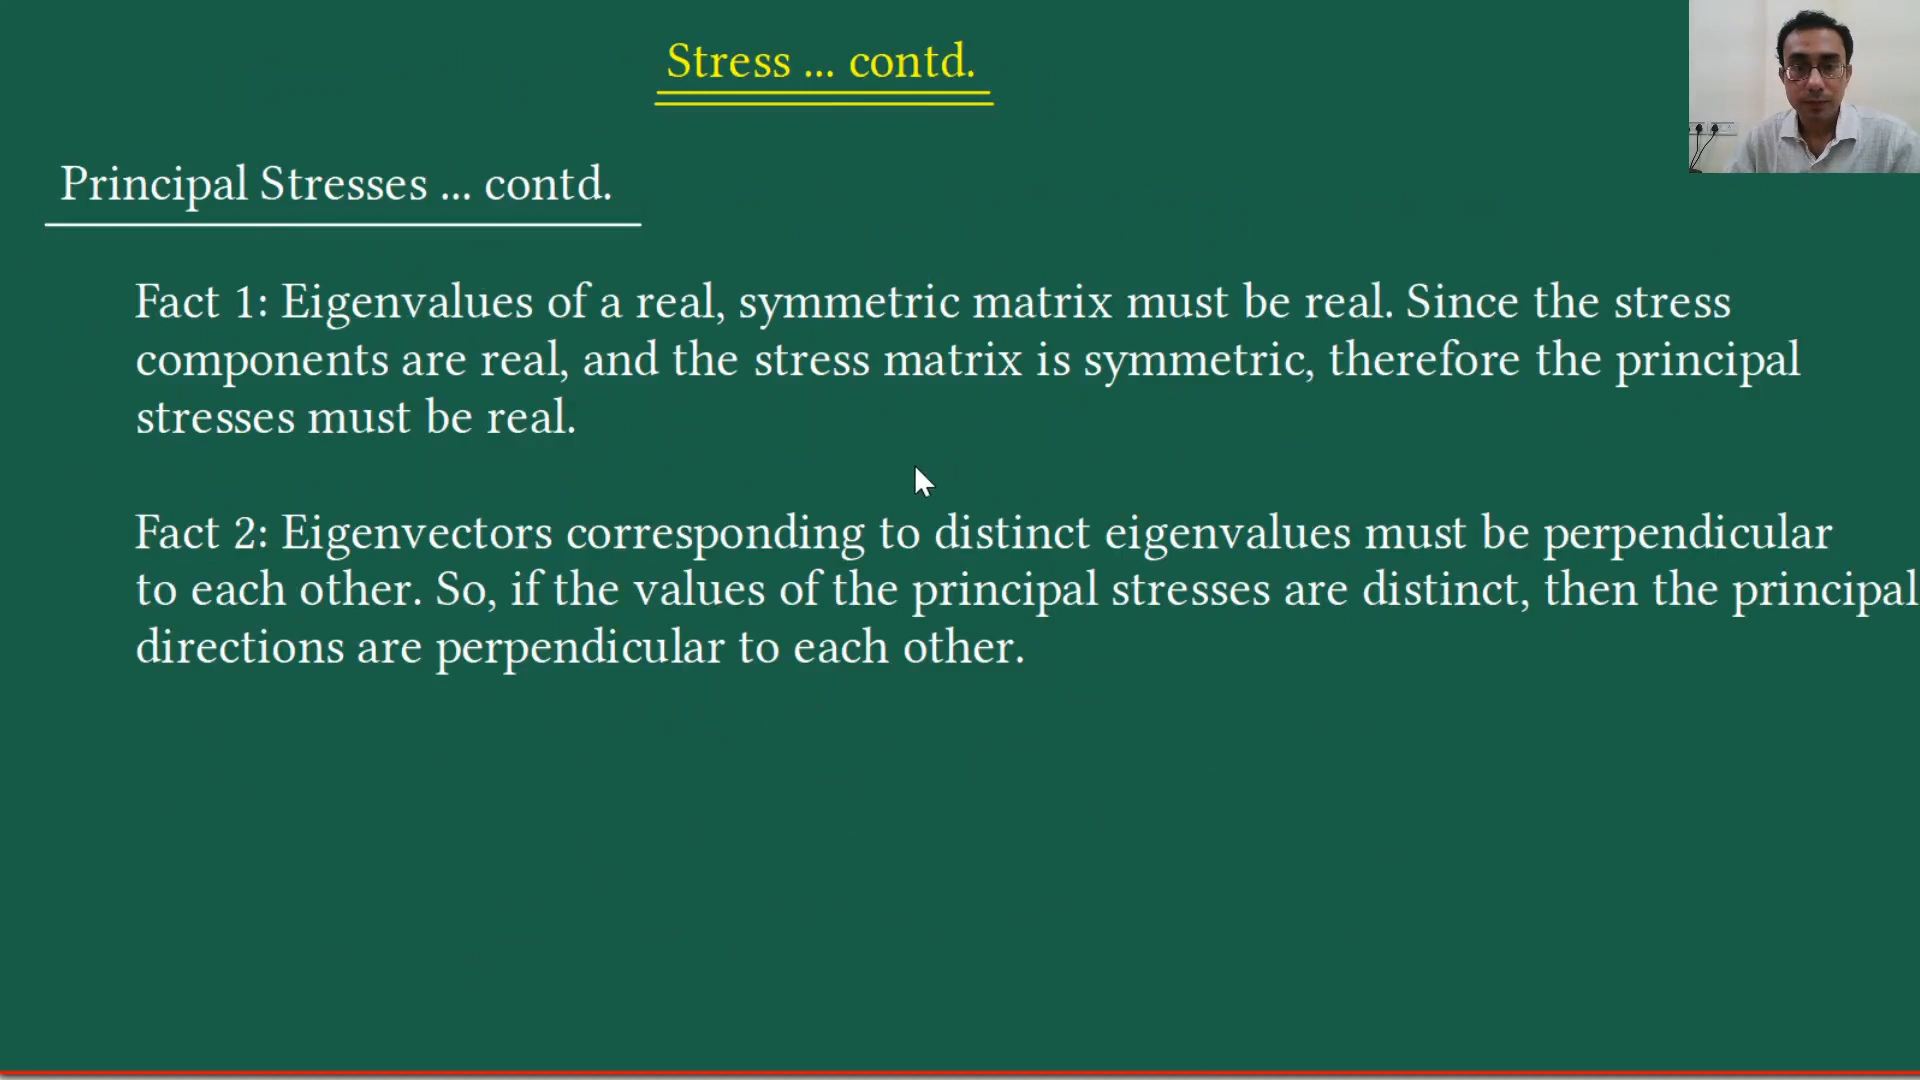 Stress ... contd.
Principal Stresses ... contd.
Fact 1: Eigenvalues of a real, symmetric matrix must be real. Since the stress
components are real, and the stress matrix is symmetric, therefore the principal
stresses must be real.
Fact 2: Eigenvectors corresponding to distinct eigenvalues must be perpendicular
to each other. So, if the values of the principal stresses are distinct, then the principal
directions are perpendicular to each other.